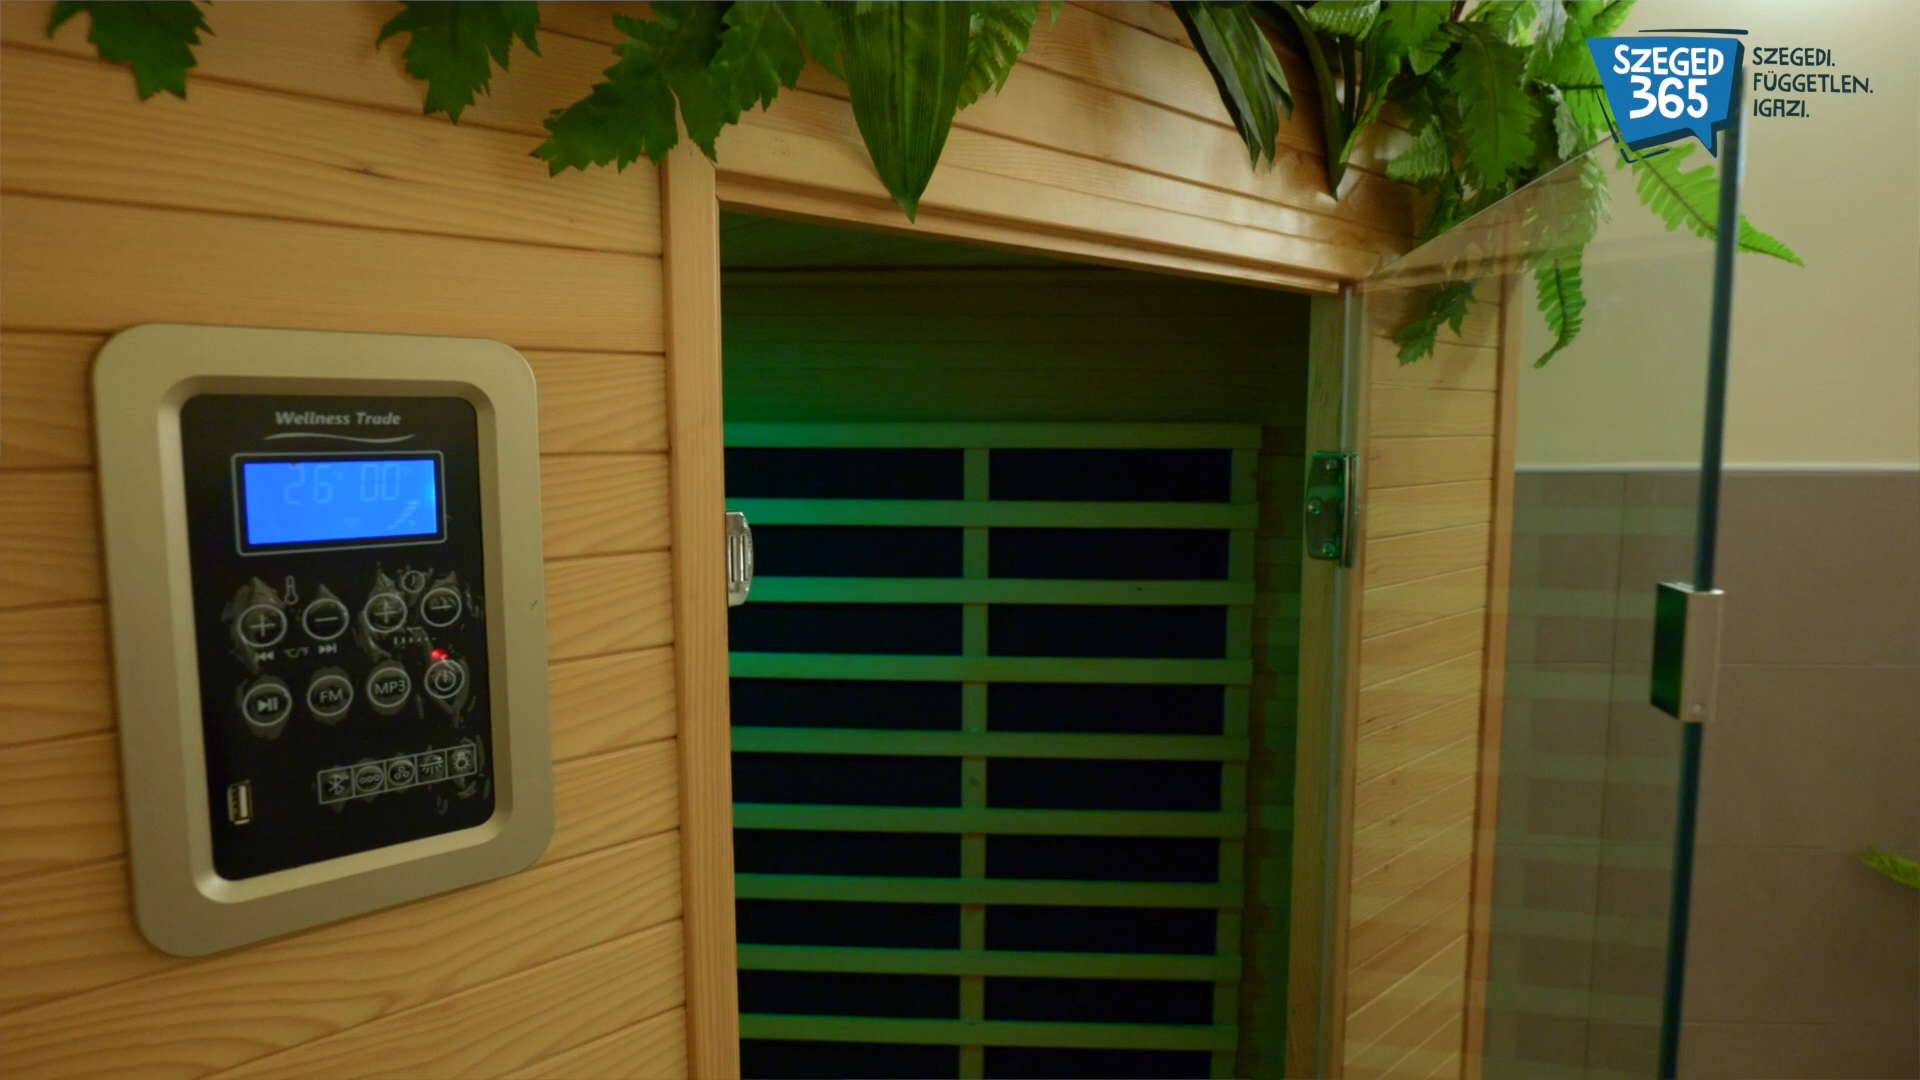 SZEGED
365
SZEGEDI.
FÜGGETLEN.
IGAZI.
Wellness Trade
26° 00
°C/°F
FM
MP3